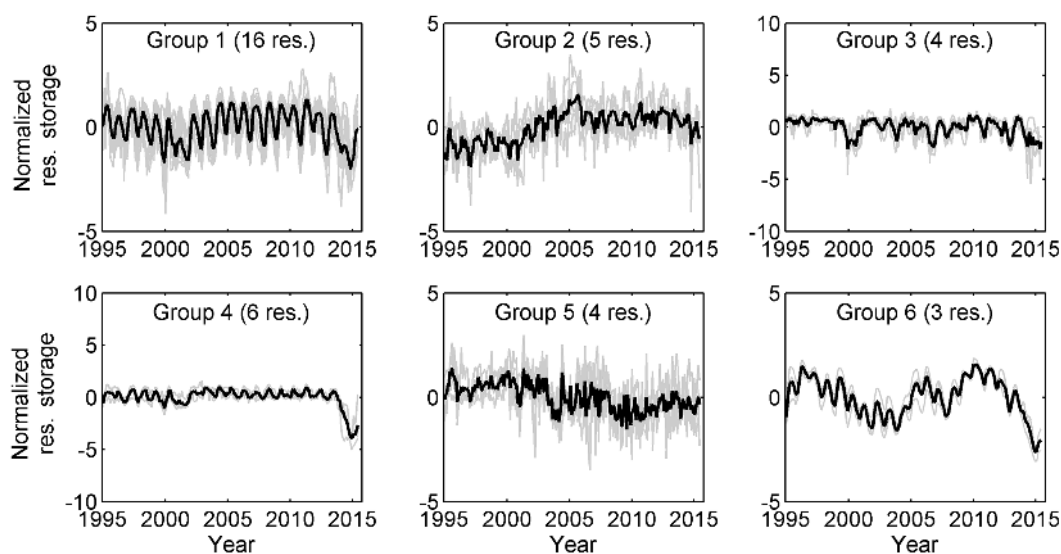 5
0
-5
Normalized
res. storage
Group 1 (16 res.)
1995 2000 2005 2010 2015
5
0
-5
Group 2 (5 res.)
1995 2000 2005 2010 2015
10
5
0
-5
-10
Group 3 (4 res.)
1995 2000 2005 2010 2015
10
5
0
-5
-10
Normalized
res. storage
Group 4 (6 res.)
1995 2000 2005 2010 2015
Year
5
0
-5
Group 5 (4 res.)
1995 2000 2005 2010 2015
Year
5
0
-5
Group 6 (3 res.)
1995 2000 2005 2010 2015
Year